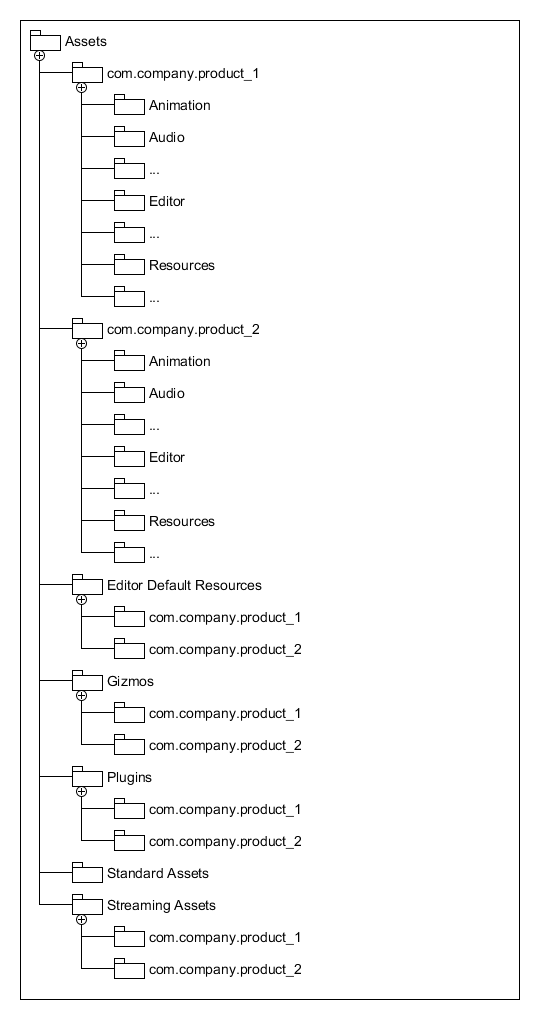 Assets
com.company.product_1
Animation
Audio
...
Editor
...
Resources
...
com.company.product_2
Animation
Audio
...
Editor
...
Resources
...
Editor Default Resources
com.company.product_1
com.company.product_2
Gizmos
com.company.product_1
com.company.product_2
Plugins
com.company.product_1
com.company.product_2
Standard Assets
Streaming Assets
com.company.product_1
com.company.product_2